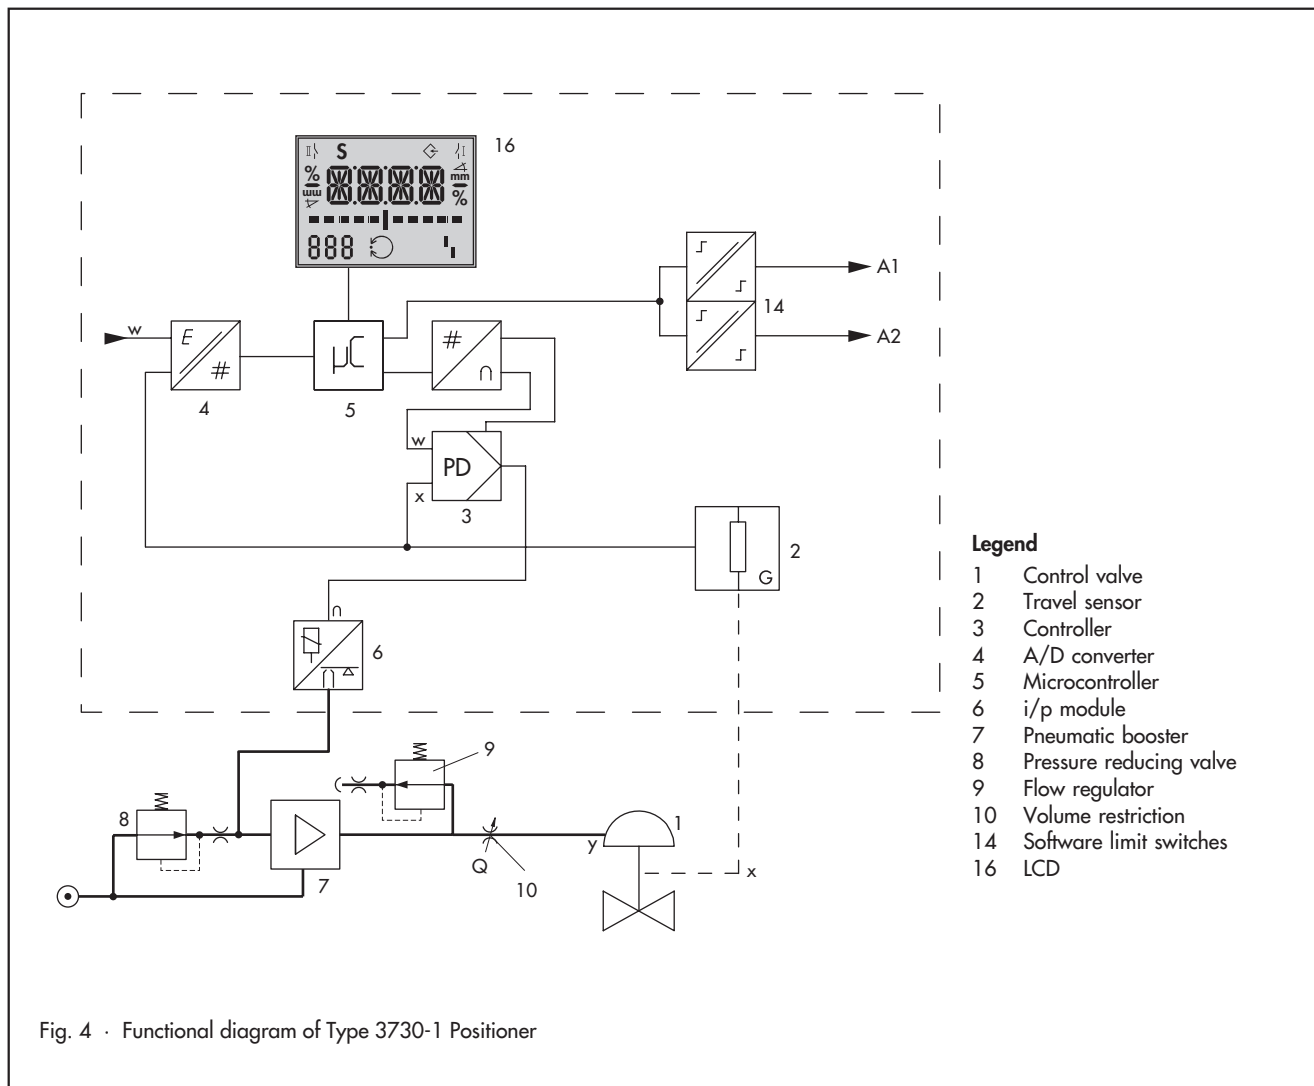 16
S
%
mm
mm
%
888
A1
14
A2
w
E
#
4
µC
5
#
∩
w
PD
x
3
2
G
∩
6
9
8
7
Q
10
y
1
x
Legend
1 Control valve
2 Travel sensor
3 Controller
4 A/D converter
5 Microcontroller
6 i/p module
7 Pneumatic booster
8 Pressure reducing valve
9 Flow regulator
10 Volume restriction
14 Software limit switches
16 LCD
Fig. 4 · Functional diagram of Type 3730-1 Positioner